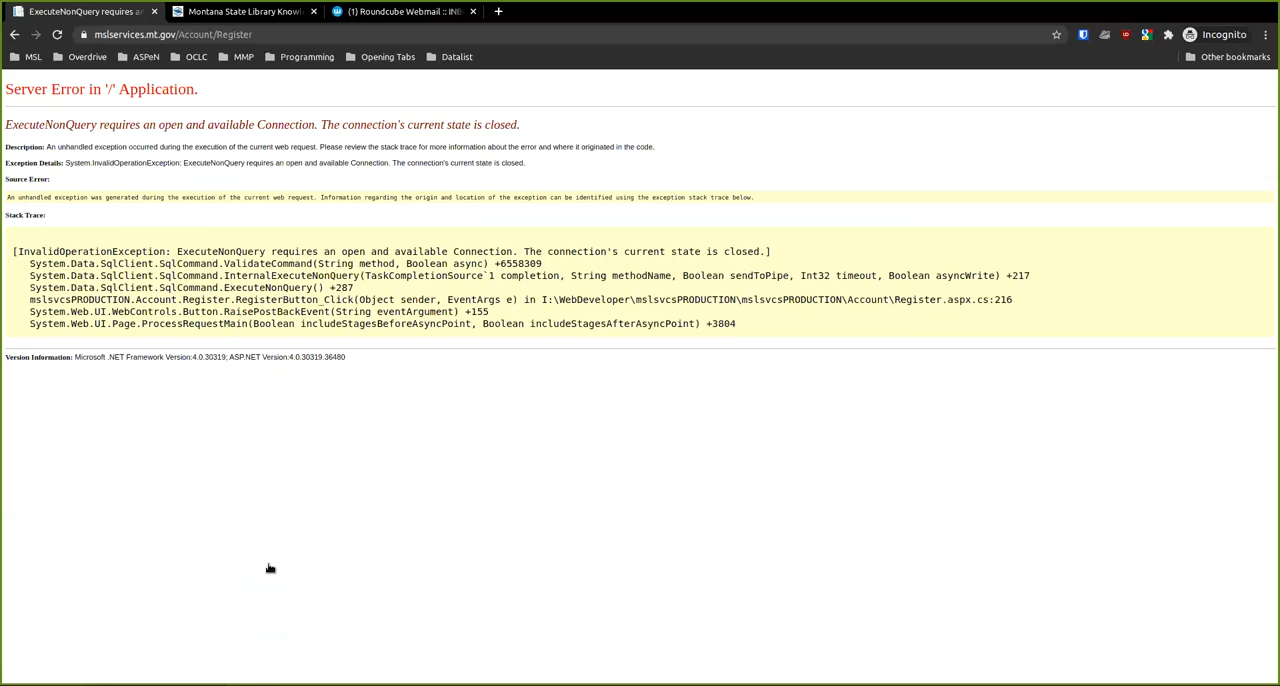 ExecuteNonQuery requires a
Montana State Library Know
(1) Roundcube Webmail :: INB
mslservices.mt.gov/Account/Register
Incognito
MSL Overdrive ASPeN OCLC MMP Programming Opening Tabs Datalist Other bookmarks
Server Error in '/' Application.
ExecuteNonQuery requires an open and available Connection. The connection's current state is closed.
Description: An unhandled exception occurred during the execution of the current web request. Please review the stack trace for more information about the error and where it originated in the code.
Exception Details: System.InvalidOperationException: ExecuteNonQuery requires an open and available Connection. The connection's current state is closed.
Source Error:
An unhandled exception was generated during the execution of the current web request. Information regarding the origin and location of the exception can be identified using the exception stack trace below.
Stack Trace:
[InvalidOperationException: ExecuteNonQuery requires an open and available Connection. The connection's current state is closed.]
System.Data.SqlClient.SqlCommand.ValidateCommand(String method, Boolean async) +6558309
System.Data.SqlClient.SqlCommand.InternalExecuteNonQuery(TaskCompletionSource`1 completion, String methodName, Boolean sendToPipe, Int32 timeout, Boolean asyncWrite) +217
System.Data.SqlClient.SqlCommand.ExecuteNonQuery() +287
mslsvcsPRODUCTION.Account.Register.RegisterButton_Click(Object sender, EventArgs e) in I:\WebDeveloper\mslsvcsPRODUCTION\mslsvcsPRODUCTION\Account\Register.aspx.cs:216
System.Web.UI.WebControls.Button.RaisePostBackEvent(String eventArgument) +155
System.Web.UI.Page.ProcessRequestMain(Boolean includeStagesBeforeAsyncPoint, Boolean includeStagesAfterAsyncPoint) +3804
Version Information: Microsoft .NET Framework Version:4.0.30319; ASP.NET Version:4.0.30319.36480